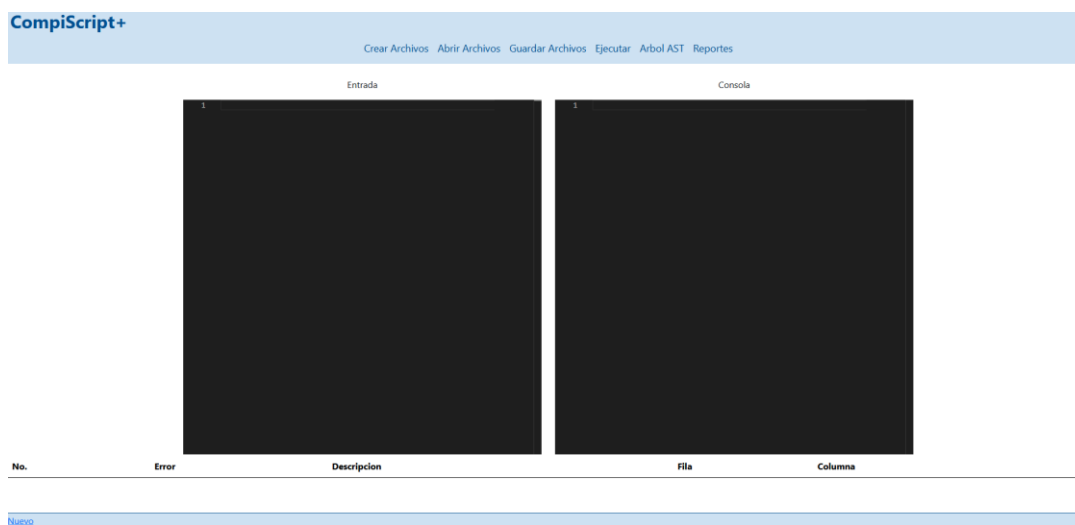 CompiScript+
Crear Archivos Abrir Archivos Guardar Archivos Ejecutar Arbol AST Reportes
Entrada Consola
1 1
No. Error Descripcion Fila Columna
Nuevo